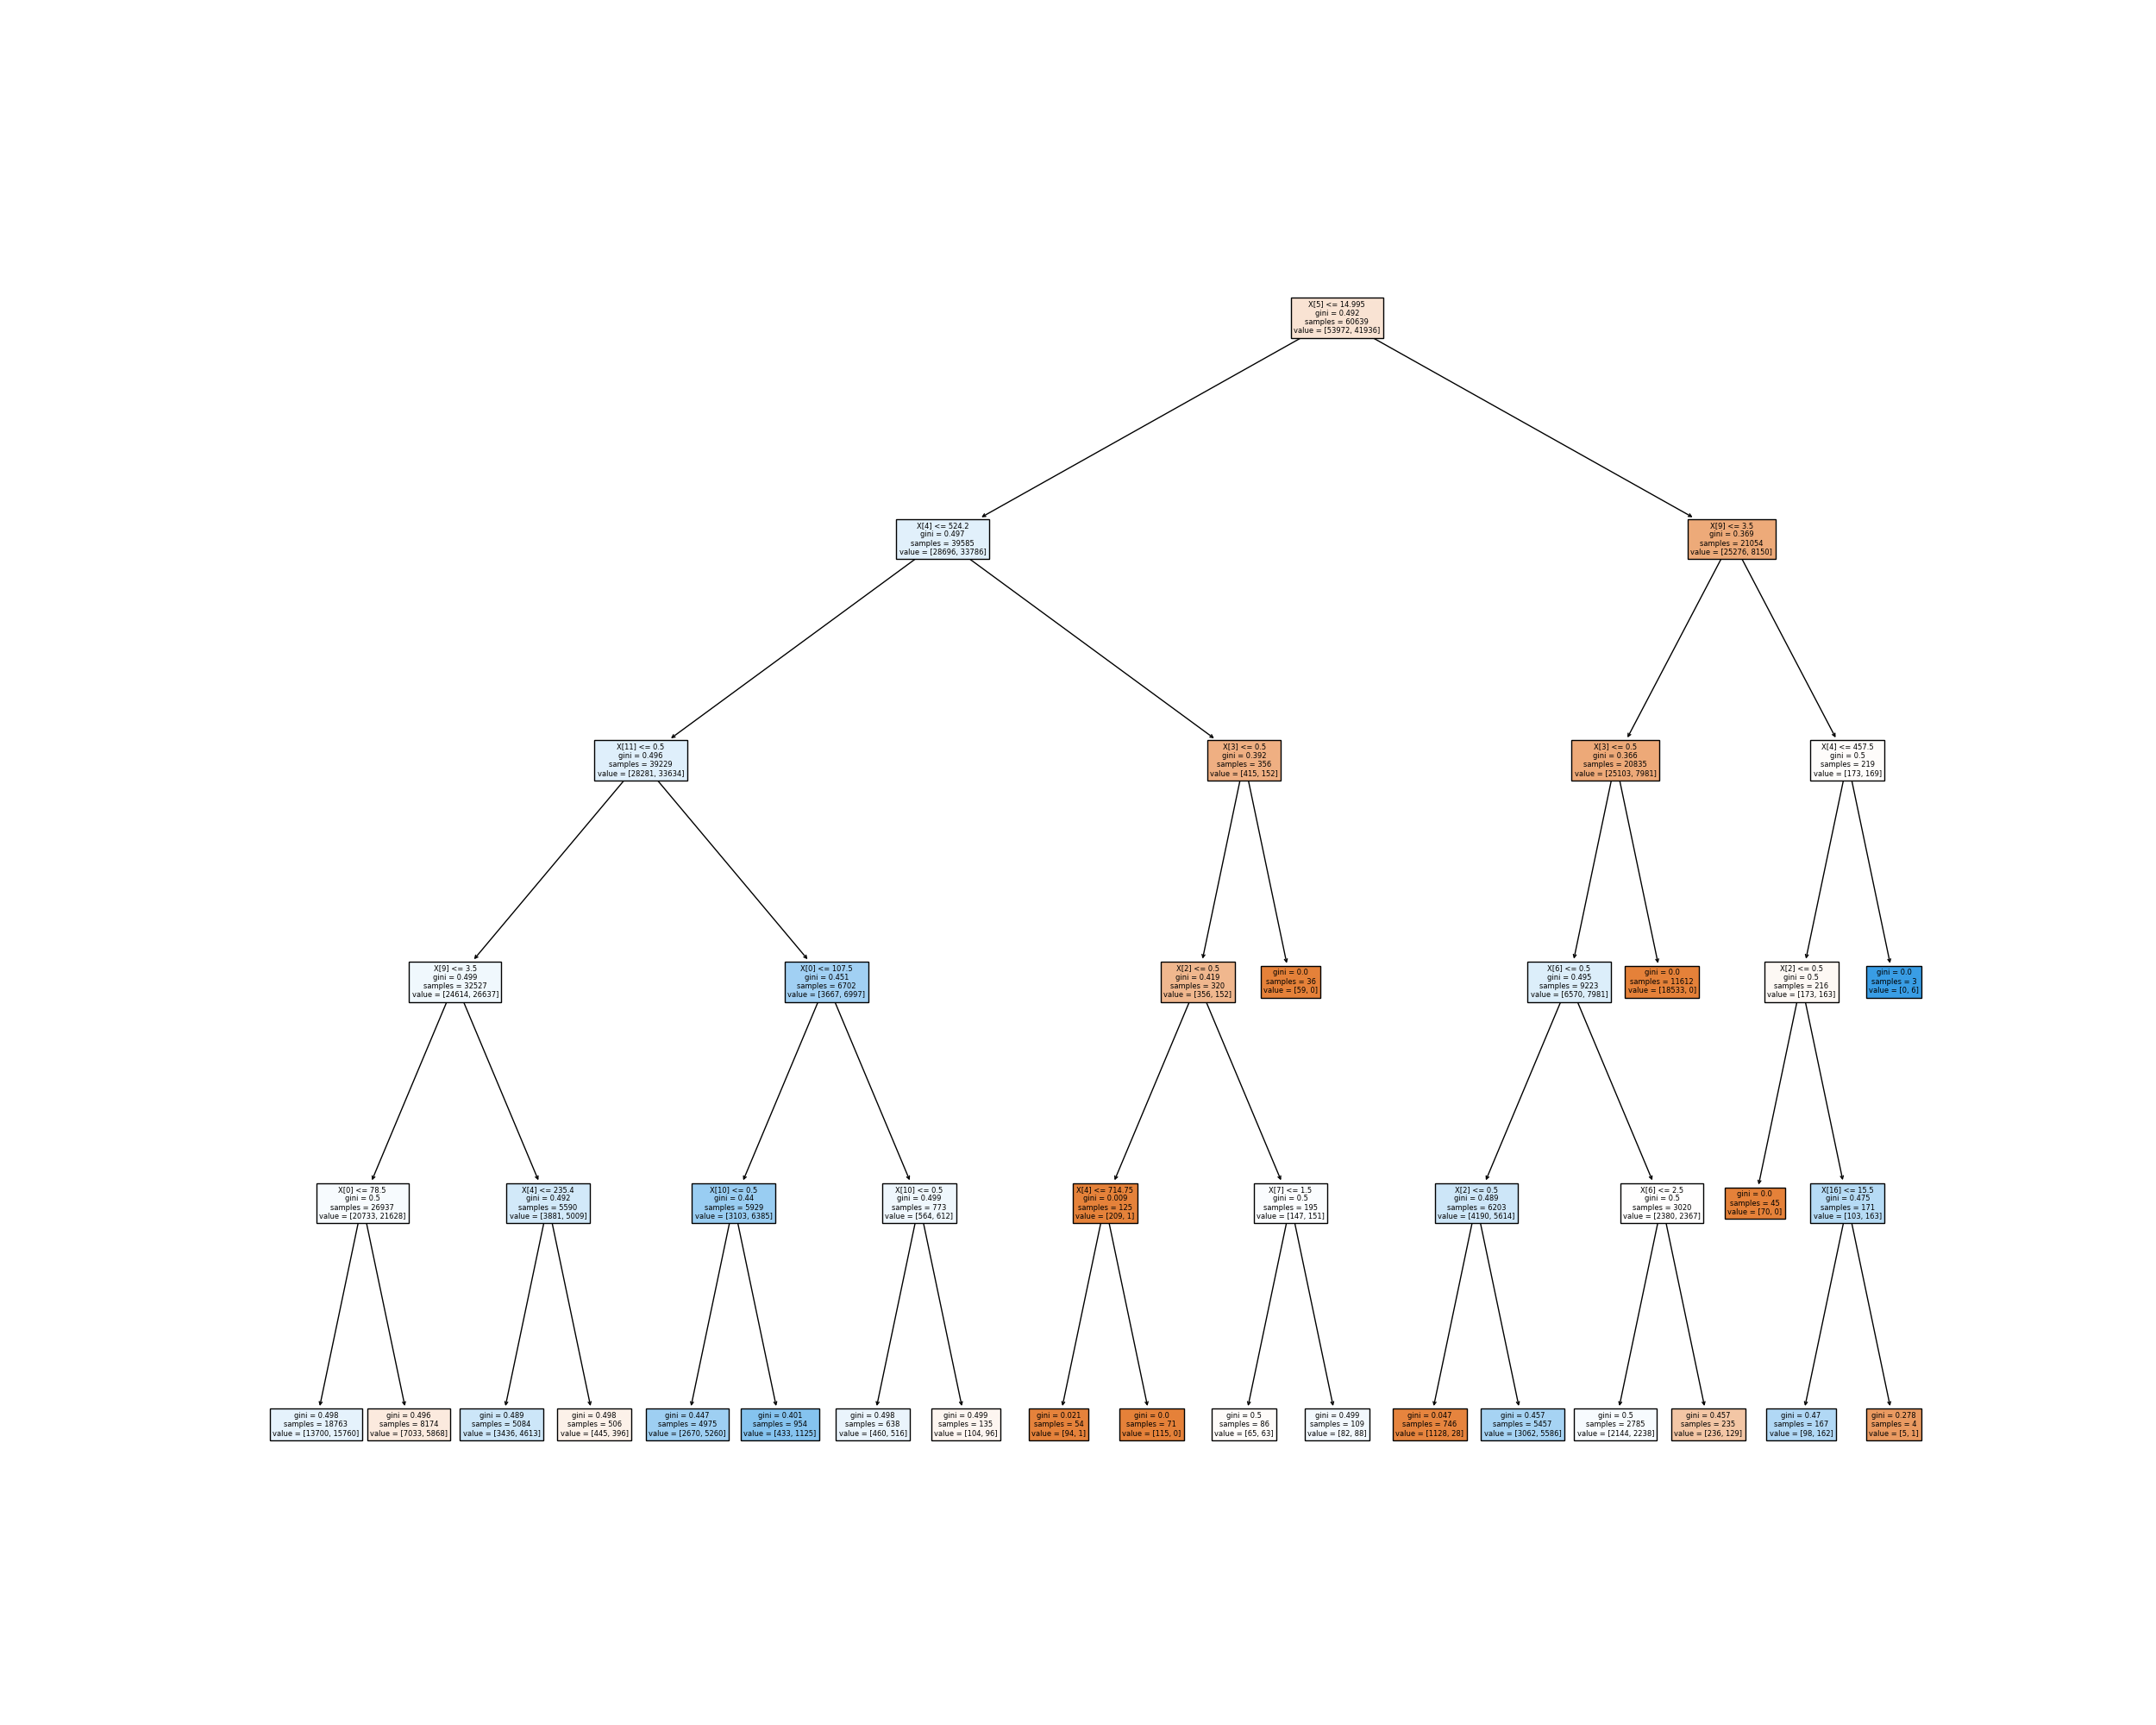 X[5] <= 14.995
gini = 0.492
samples = 60639
value = [53972, 41936]
X[4] <= 524.2
gini = 0.497
samples = 39585
value = [28696, 33786]
X[9] <= 3.5
gini = 0.369
samples = 21054
value = [25276, 8150]
X[11] <= 0.5
gini = 0.496
samples = 39229
value = [28281, 33634]
X[3] <= 0.5
gini = 0.392
samples = 356
value = [415, 152]
X[3] <= 0.5
gini = 0.366
samples = 20835
value = [25103, 7981]
X[4] <= 457.5
gini = 0.5
samples = 219
value = [173, 169]
X[9] <= 3.5
gini = 0.499
samples = 32527
value = [24614, 26637]
X[0] <= 107.5
gini = 0.451
samples = 6702
value = [3667, 6997]
X[2] <= 0.5
gini = 0.419
samples = 320
value = [356, 152]
gini = 0.0
samples = 36
value = [59, 0]
X[6] <= 0.5
gini = 0.495
samples = 9223
value = [6570, 7981]
gini = 0.0
samples = 11612
value = [18533, 0]
X[2] <= 0.5
gini = 0.5
samples = 216
value = [173, 163]
gini = 0.0
samples = 3
value = [0, 6]
X[0] <= 78.5
gini = 0.5
samples = 26937
value = [20733, 21628]
X[4] <= 235.4
gini = 0.492
samples = 5590
value = [3881, 5009]
X[10] <= 0.5
gini = 0.44
samples = 5929
value = [3103, 6385]
X[10] <= 0.5
gini = 0.499
samples = 773
value = [564, 612]
X[4] <= 714.75
gini = 0.009
samples = 125
value = [209, 1]
X[7] <= 1.5
gini = 0.5
samples = 195
value = [147, 151]
X[2] <= 0.5
gini = 0.489
samples = 6203
value = [4190, 5614]
X[6] <= 2.5
gini = 0.5
samples = 3020
value = [2380, 2367]
gini = 0.0
samples = 45
value = [70, 0]
X[16] <= 15.5
gini = 0.475
samples = 171
value = [103, 163]
gini = 0.498
samples = 18763
value = [13700, 15760]
gini = 0.496
samples = 8174
value = [7033, 5868]
gini = 0.489
samples = 5084
value = [3436, 4613]
gini = 0.498
samples = 506
value = [445, 396]
gini = 0.447
samples = 4975
value = [2670, 5260]
gini = 0.401
samples = 954
value = [433, 1125]
gini = 0.498
samples = 638
value = [460, 516]
gini = 0.499
samples = 135
value = [104, 96]
gini = 0.021
samples = 54
value = [94, 1]
gini = 0.0
samples = 71
value = [115, 0]
gini = 0.5
samples = 86
value = [65, 63]
gini = 0.499
samples = 109
value = [82, 88]
gini = 0.047
samples = 746
value = [1128, 28]
gini = 0.457
samples = 5457
value = [3062, 5586]
gini = 0.5
samples = 2785
value = [2144, 2238]
gini = 0.457
samples = 235
value = [236, 129]
gini = 0.47
samples = 167
value = [98, 162]
gini = 0.278
samples = 4
value = [5, 1]